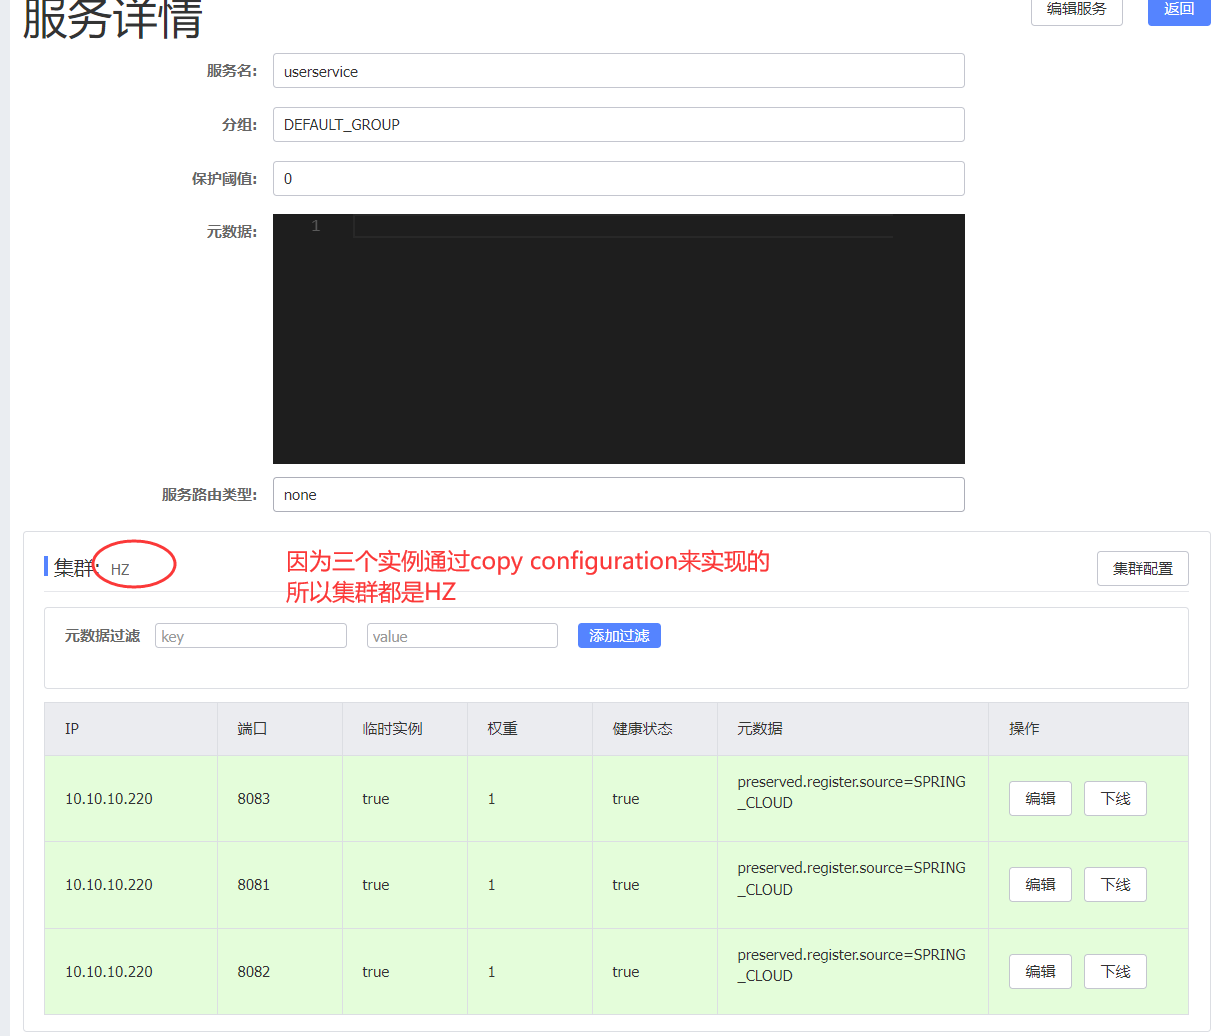 服务详情
编辑服务
返回
服务名:
userservice
分组:
DEFAULT_GROUP
保护阈值:
0
元数据:
1
服务路由类型:
none
集群:
HZ
因为三个实例通过copy configuration来实现的
所以集群都是HZ
集群配置
元数据过滤
key
value
添加过滤
IP
端口
临时实例
权重
健康状态
元数据
操作
10.10.10.220
8083
true
1
true
preserved.register.source=SPRING
_CLOUD
编辑
下线
10.10.10.220
8081
true
1
true
preserved.register.source=SPRING
_CLOUD
编辑
下线
10.10.10.220
8082
true
1
true
preserved.register.source=SPRING
_CLOUD
编辑
下线